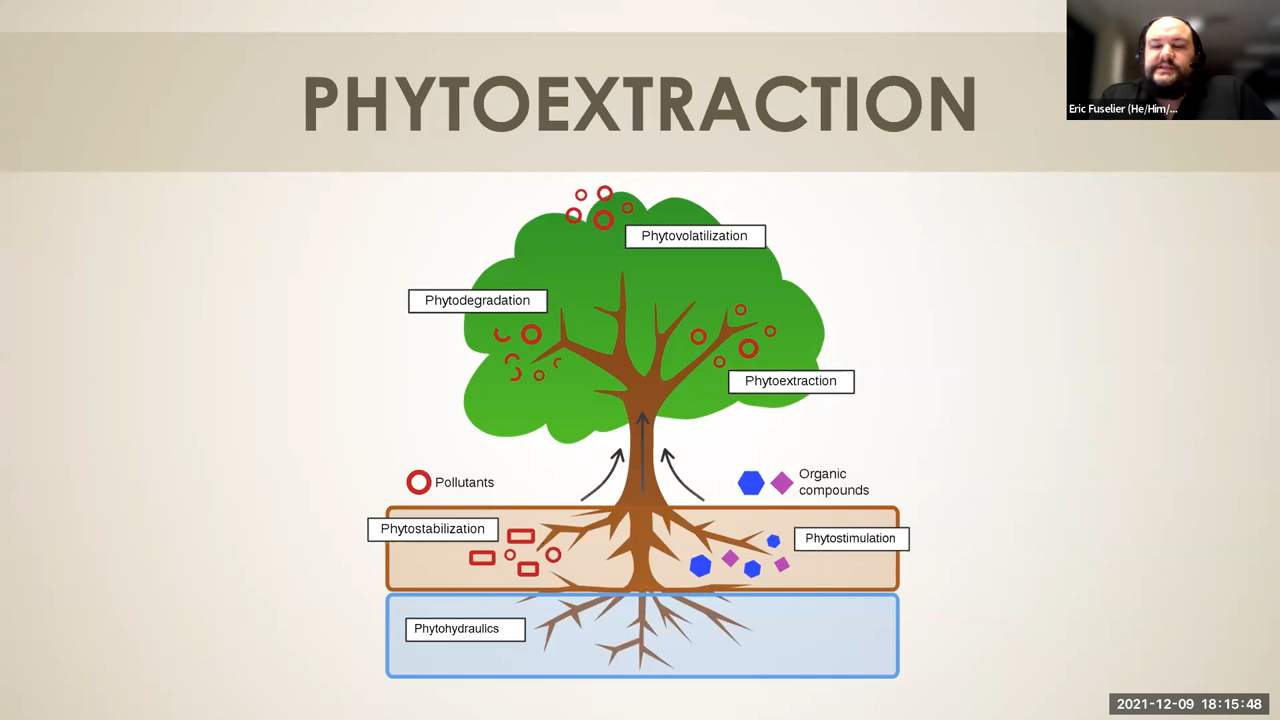 PHYTOEXTRACTION
Eric Fuselier (He/Him/...
Phytovolatilization
Phytodegradation
Phytoextraction
Pollutants
Organic
compounds
Phytostabilization
Phytostimulation
Phytohydraulics
2021-12-09 18:15:48